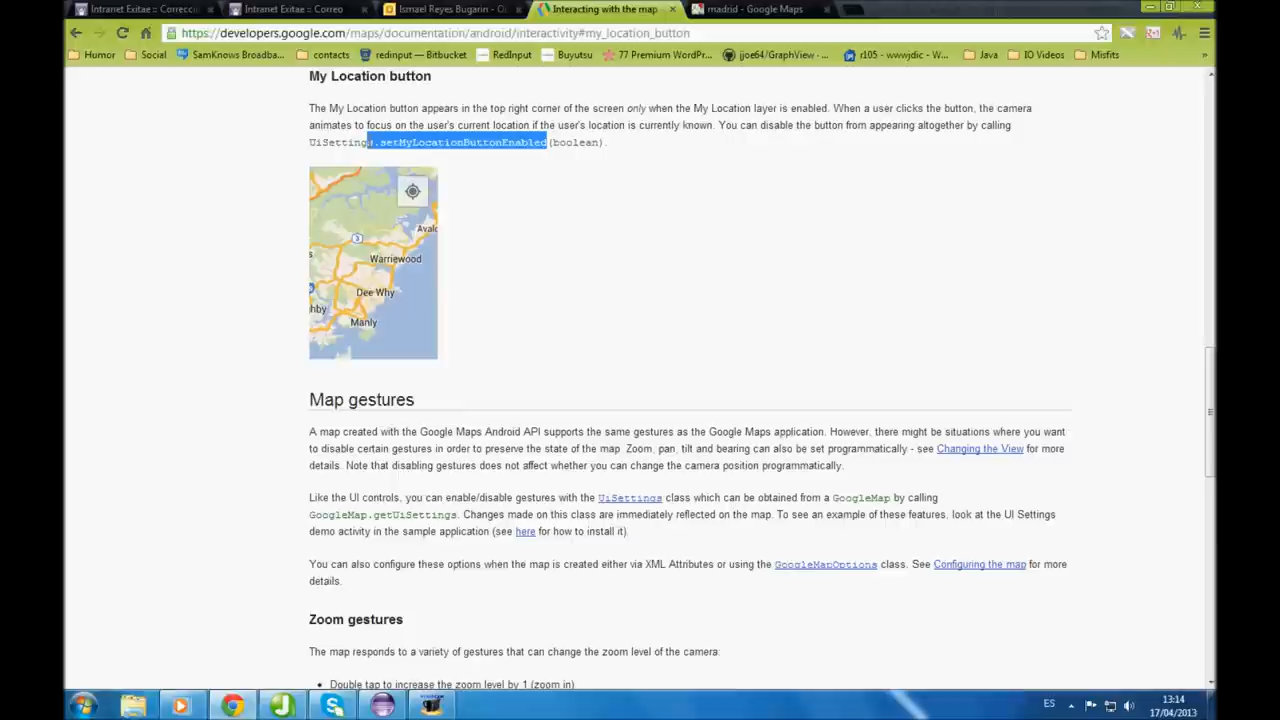 Intranet Exitae :: Correcc
Intranet Exitae :: Correo
Ismael Reyes Bugarin - O
Interacting with the map
madrid - Google Maps
https://developers.google.com/maps/documentation/android/interactivity#my_location_button
Humor
Social
SamKnows Broadba...
contacts
redinput — Bitbucket
RedInput
Buyutsu
77 Premium WordPr...
jjoe64/GraphView · ...
r105 - wwwjdic - W...
Java
IO Videos
Misfits
»
My Location button
The My Location button appears in the top right corner of the screen only when the My Location layer is enabled. When a user clicks the button, the camera
animates to focus on the user's current location if the user's location is currently known. You can disable the button from appearing altogether by calling
UiSettings.setMyLocationButtonEnabled(boolean).
Avalo
3
Warriewood
Dee Why
ghby
Manly
Map gestures
A map created with the Google Maps Android API supports the same gestures as the Google Maps application. However, there might be situations where you want
to disable certain gestures in order to preserve the state of the map. Zoom, pan, tilt and bearing can also be set programmatically - see Changing the View for more
details. Note that disabling gestures does not affect whether you can change the camera position programmatically.
Like the UI controls, you can enable/disable gestures with the UiSettings class which can be obtained from a GoogleMap by calling
GoogleMap.getUiSettings. Changes made on this class are immediately reflected on the map. To see an example of these features, look at the UI Settings
demo activity in the sample application (see here for how to install it).
You can also configure these options when the map is created either via XML Attributes or using the GoogleMapOptions class. See Configuring the map for more
details.
Zoom gestures
The map responds to a variety of gestures that can change the zoom level of the camera:
• Double tap to increase the zoom level by 1 (zoom in)
ES
13:14
17/04/2013